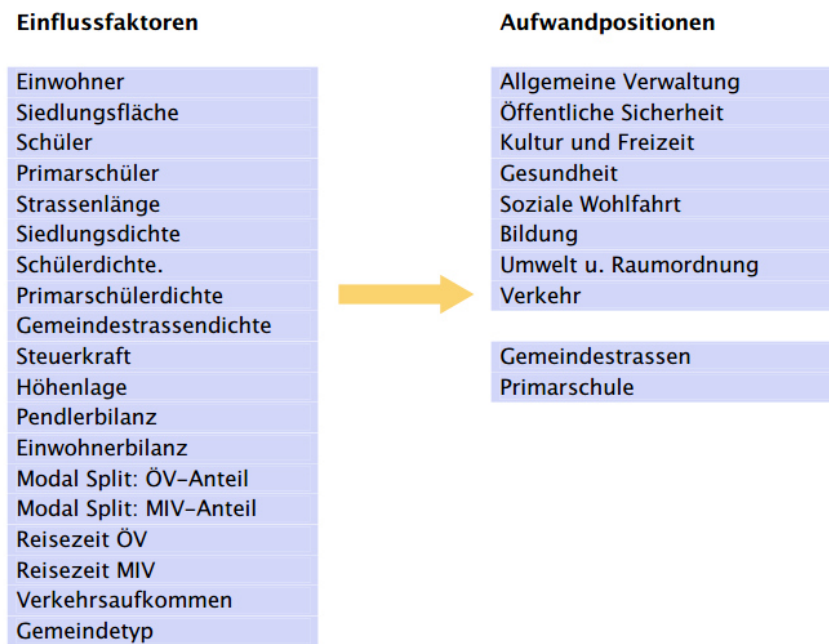 Einflussfaktoren
Einwohner
Siedlungsfläche
Schüler
Primarschüler
Strassenlänge
Siedlungsdichte
Schülerdichte.
Primarschülerdichte
Gemeindestrassendichte
Steuerkraft
Höhenlage
Pendlerbilanz
Einwohnerbilanz
Modal Split: ÖV-Anteil
Modal Split: MIV-Anteil
Reisezeit ÖV
Reisezeit MIV
Verkehrsaufkommen
Gemeindetyp
Aufwandpositionen
Allgemeine Verwaltung
Öffentliche Sicherheit
Kultur und Freizeit
Gesundheit
Soziale Wohlfahrt
Bildung
Umwelt u. Raumordnung
Verkehr
Gemeindestrassen
Primarschule